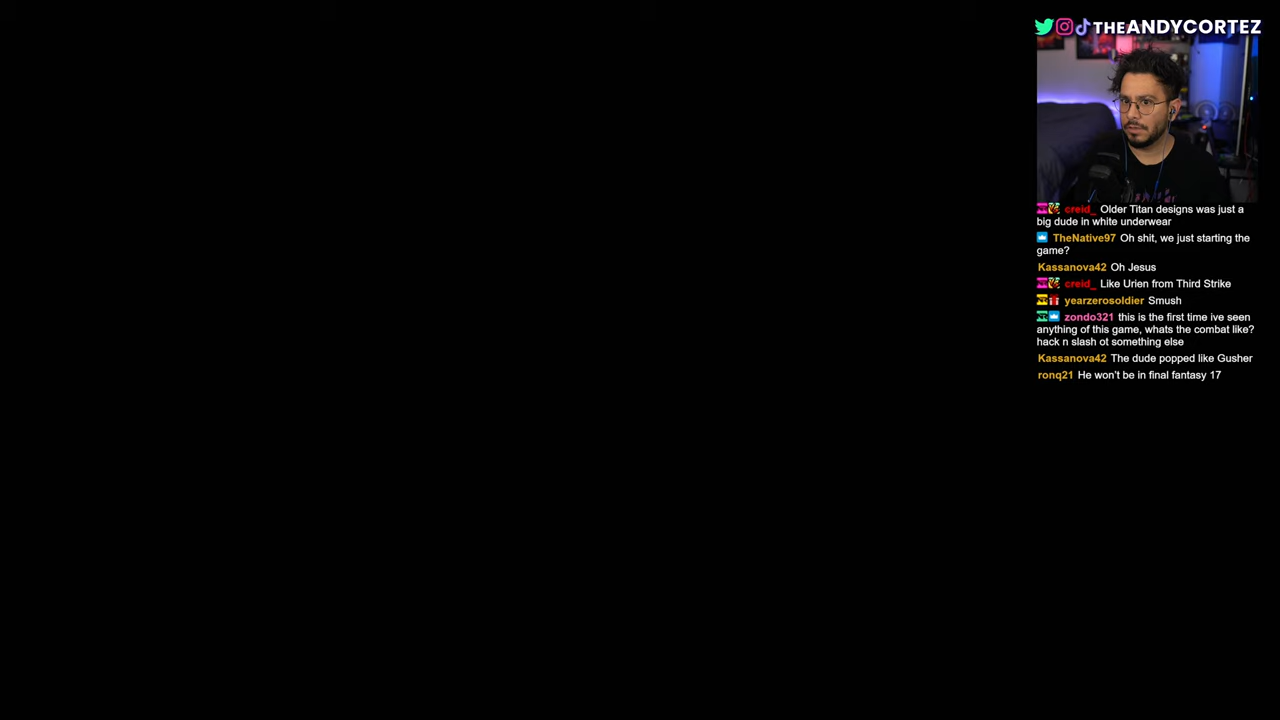 THEANDYCORTEZ
creid_ Older Titan designs was just a
big dude in white underwear
TheNative97 Oh shit, we just starting the
game?
Kassanova42 Oh Jesus
creid_ Like Urien from Third Strike
yearzerosoldier Smush
zondo321 this is the first time ive seen
anything of this game, whats the combat like?
hack n slash ot something else
Kassanova42 The dude popped like Gusher
ronq21 He won't be in final fantasy 17